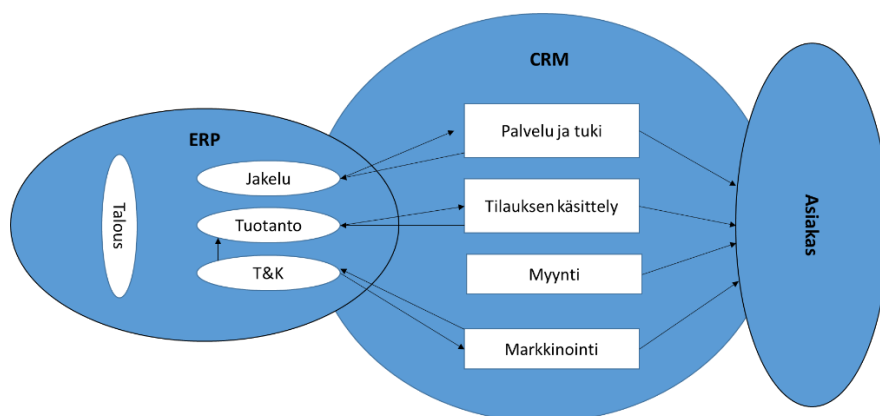 CRM
ERP
Palvelu ja tuki
Jakelu
Talous
Tilauksen käsittely
Tuotanto
Asiakas
T&K
Myynti
Markkinointi